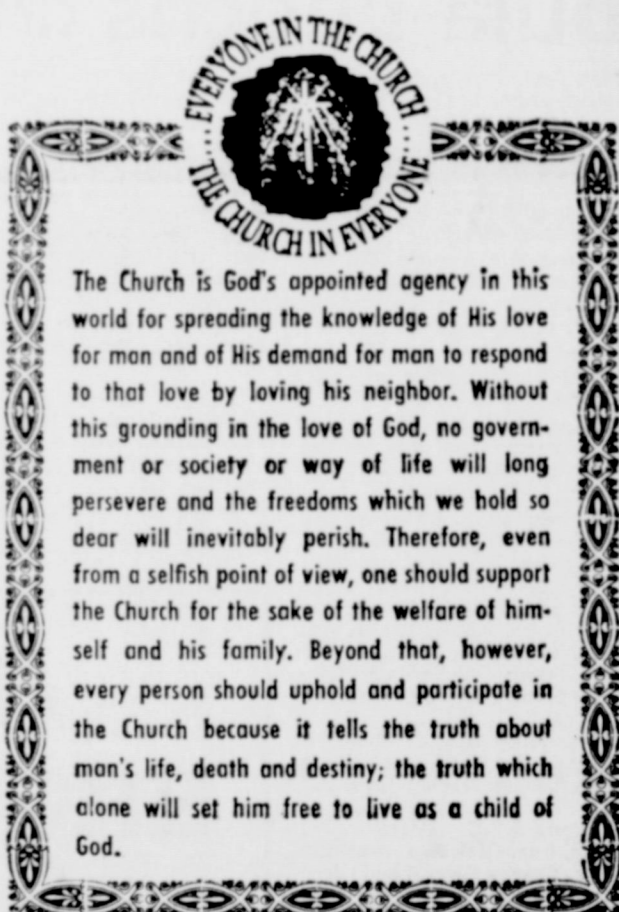 EVERYONE IN THE CHURCH ...
... THE CHURCH IN EVERYONE
The Church is God's appointed agency in this
world for spreading the knowledge of His love
for man and of His demand for man to respond
to that love by loving his neighbor. Without
this grounding in the love of God, no govern-
ment or society or way of life will long
persevere and the freedoms which we hold so
dear will inevitably perish. Therefore, even
from a selfish point of view, one should support
the Church for the sake of the welfare of him-
self and his family. Beyond that, however,
every person should uphold and participate in
the Church because it tells the truth about
man's life, death and destiny; the truth which
alone will set him free to live as a child of
God.